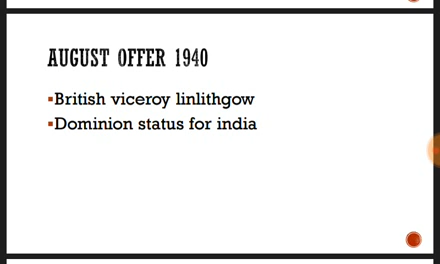 AUGUST OFFER 1940
▪British viceroy linlithgow
▪Dominion status for india